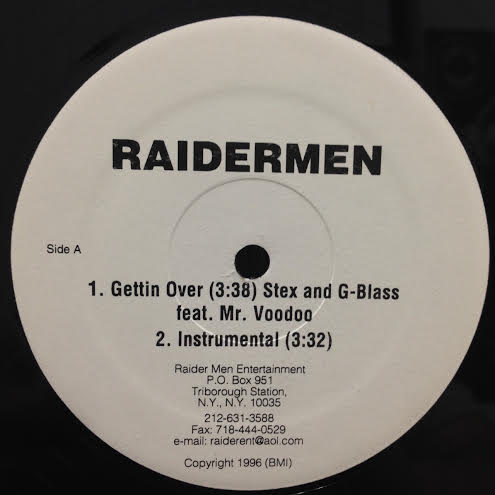 RAIDERMEN
Side A
1. Gettin Over (3:38) Stex and G-Blass
feat. Mr. Voodoo
2. Instrumental (3:32)
Raider Men Entertainment
P.O. Box 951
Triborough Station,
N.Y., N.Y. 10035
212-631-3588
Fax: 718-444-0529
e-mail: raiderent@aol.com
Copyright 1996 (BMI)